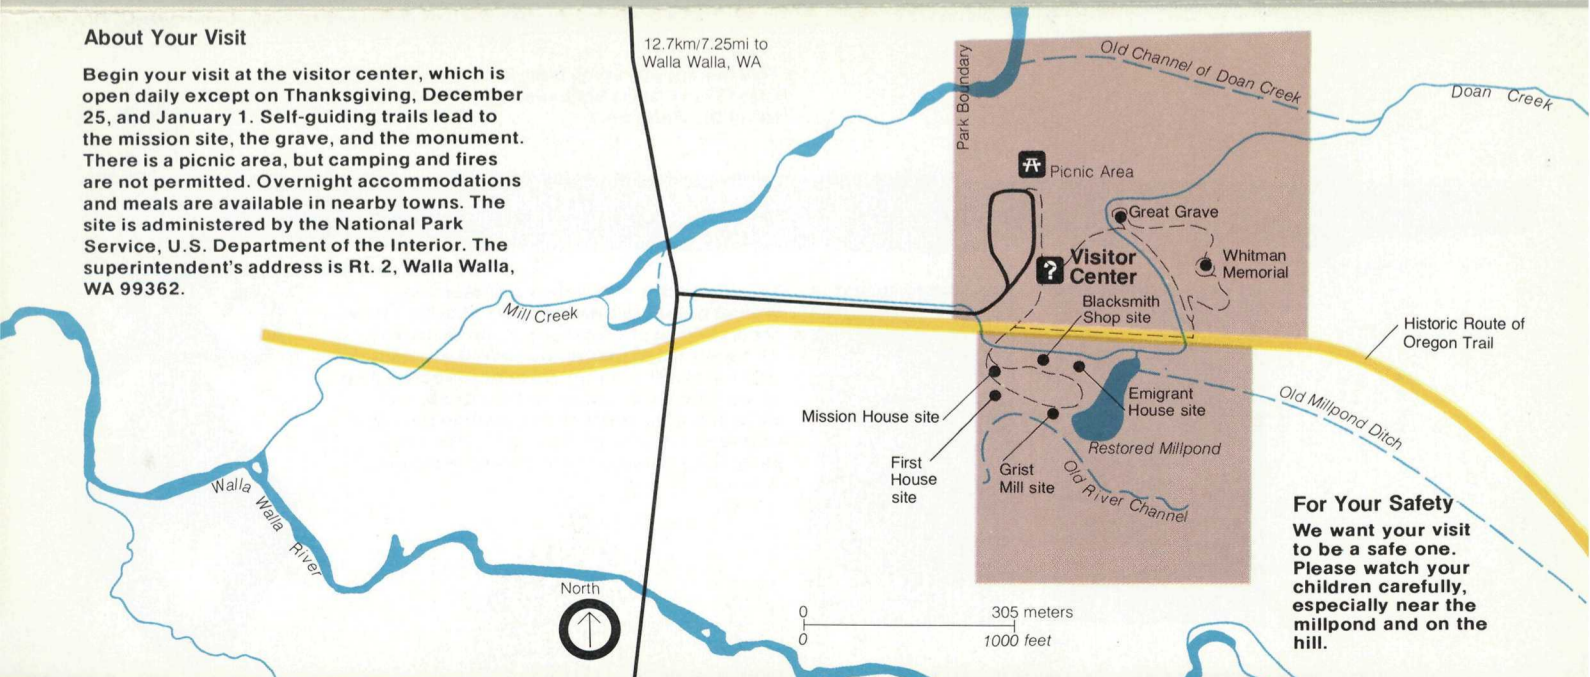 About Your Visit
Begin your visit at the visitor center, which is
open daily except on Thanksgiving, December
25, and January 1. Self-guiding trails lead to
the mission site, the grave, and the monument.
There is a picnic area, but camping and fires
are not permitted. Overnight accommodations
and meals are available in nearby towns. The
site is administered by the National Park
Service, U.S. Department of the Interior. The
superintendent's address is Rt. 2, Walla Walla,
WA 99362.
12.7km/7.25mi to
Walla Walla, WA
Park Boundary
Old Channel of Doan Creek
Doan Creek
Picnic Area
Great Grave
?
Visitor
Center
Whitman
Memorial
Blacksmith
Shop site
Mill Creek
Historic Route of
Oregon Trail
Mission House site
Emigrant
House site
Old Millpond Ditch
Restored Millpond
First
House
site
Grist
Mill site
Old River Channel
Walla Walla River
North
0 305 meters
0 1000 feet
For Your Safety
We want your visit
to be a safe one.
Please watch your
children carefully,
especially near the
millpond and on the
hill.